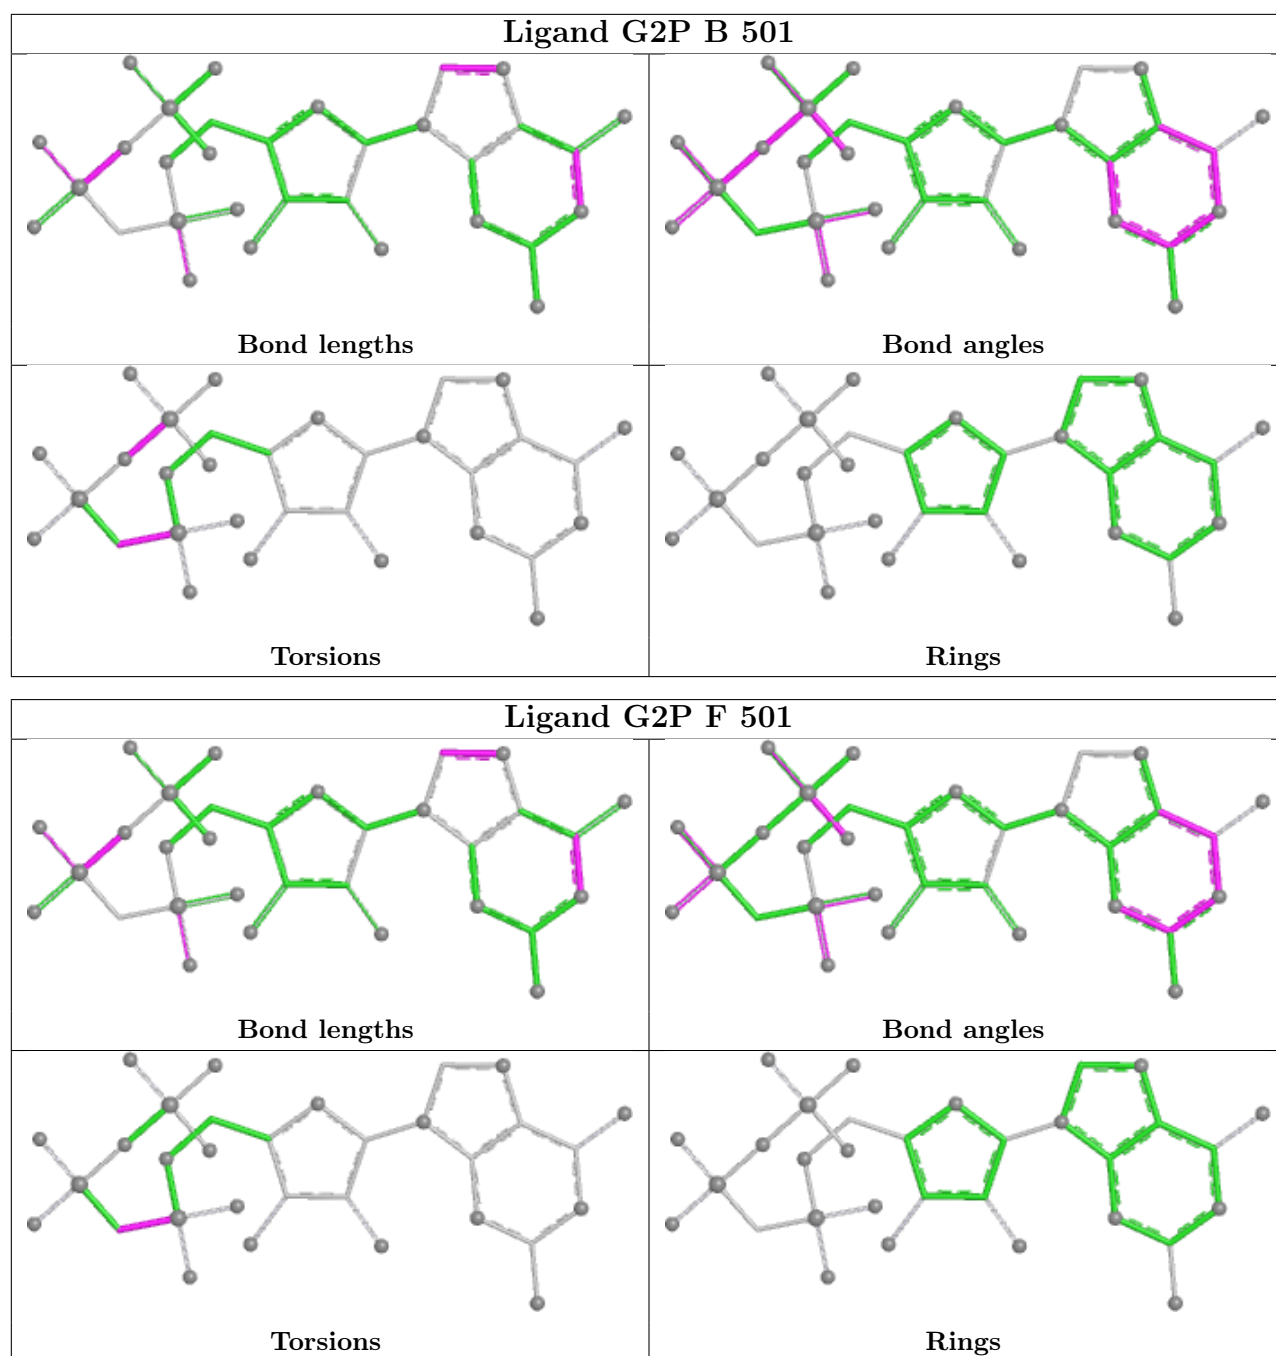 Ligand G2P B 501
Bond lengths
Bond angles
Torsions
Rings
Ligand G2P F 501
Bond lengths
Bond angles
Torsions
Rings